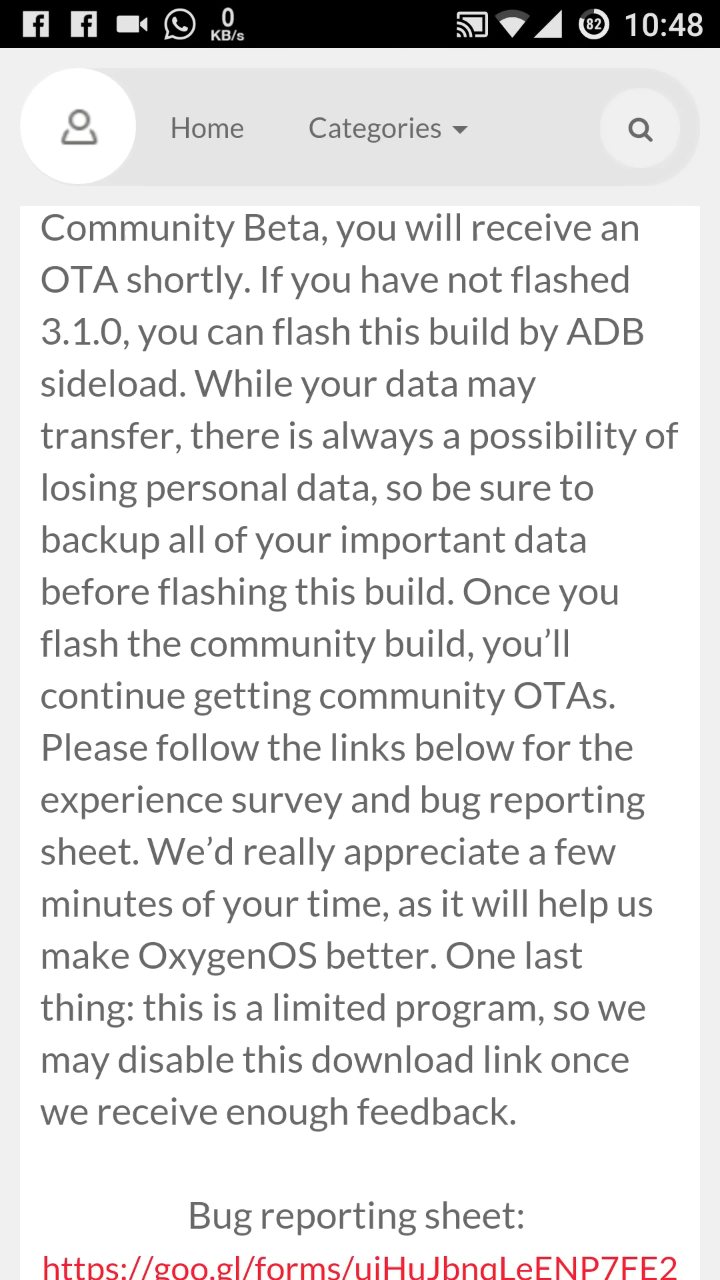 0
KB/s
82
10:48
Home
Categories
Community Beta, you will receive an
OTA shortly. If you have not flashed
3.1.0, you can flash this build by ADB
sideload. While your data may
transfer, there is always a possibility of
losing personal data, so be sure to
backup all of your important data
before flashing this build. Once you
flash the community build, you’ll
continue getting community OTAs.
Please follow the links below for the
experience survey and bug reporting
sheet. We’d really appreciate a few
minutes of your time, as it will help us
make OxygenOS better. One last
thing: this is a limited program, so we
may disable this download link once
we receive enough feedback.
Bug reporting sheet:
https://goo.gl/forms/uiHuJbnqLeENP7FE2